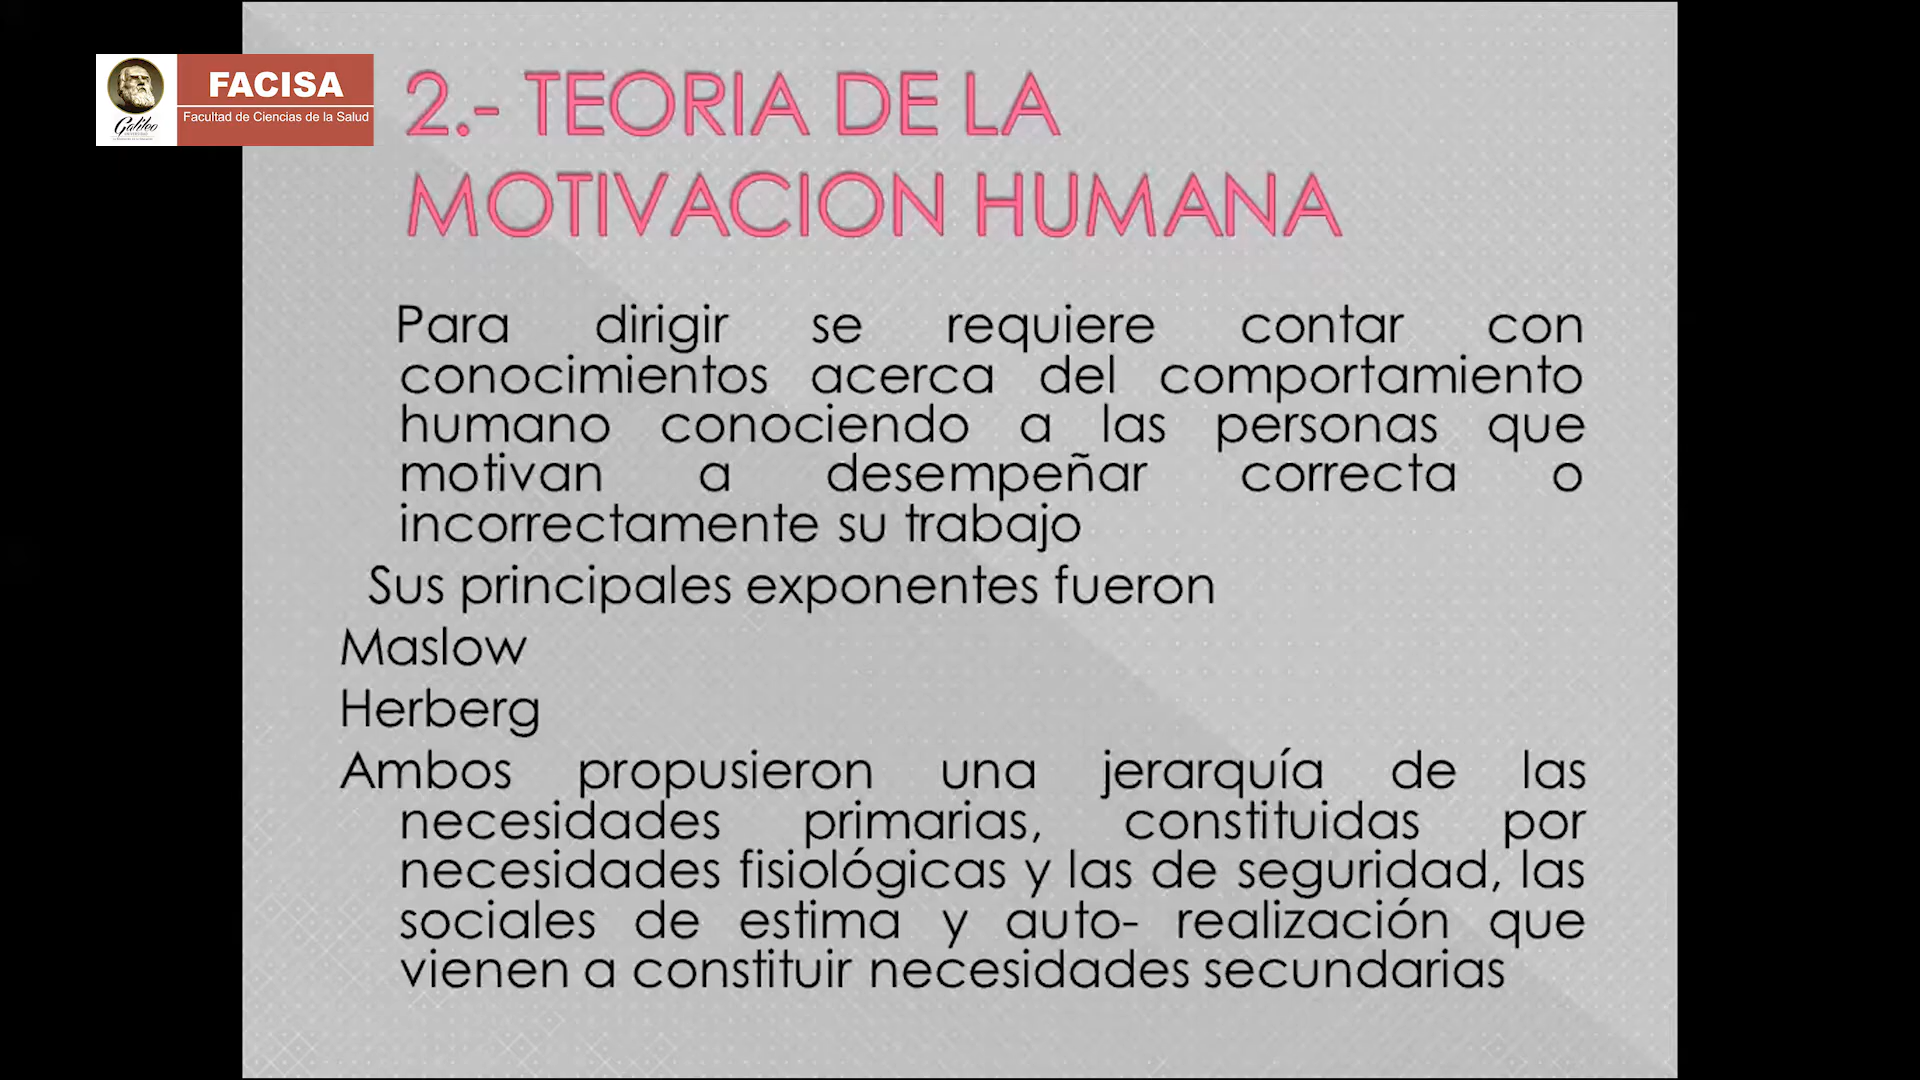 FACISA
Facultad de Ciencias de la Salud
Galileo
2.- TEORIA DE LA
MOTIVACION HUMANA
Para dirigir se requiere contar con
conocimientos acerca del comportamiento
humano conociendo a las personas que
motivan a desempeñar correcta o
incorrectamente su trabajo
Sus principales exponentes fueron
Maslow
Herberg
Ambos propusieron una jerarquía de las
necesidades primarias, constituidas por
necesidades fisiológicas y las de seguridad, las
sociales de estima y auto- realización que
vienen a constituir necesidades secundarias